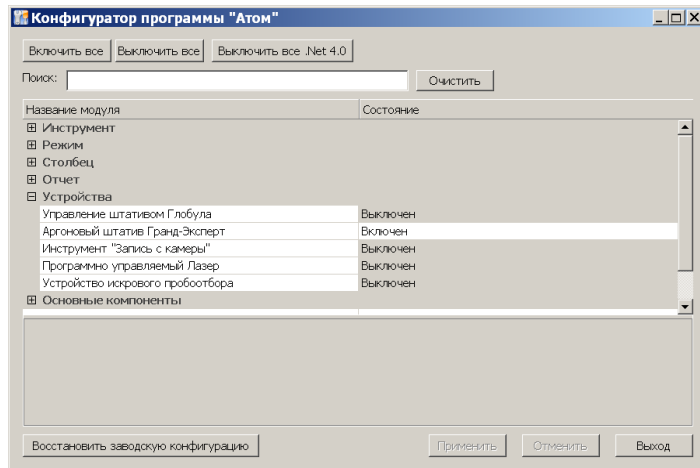 Конфигуратор программы "Атом"
Включить все Выключить все Выключить все .Net 4.0
Поиск: Очистить
Название модуля Состояние
Инструмент
Режим
Столбец
Отчет
Устройства
Управление штативом Глобула Выключен
Аргоновый штатив Гранд-Эксперт Включен
Инструмент "Запись с камеры" Выключен
Программно управляемый Лазер Выключен
Устройство искрового пробоотбора Выключен
Основные компоненты
Восстановить заводскую конфигурацию Применить Отменить Выход